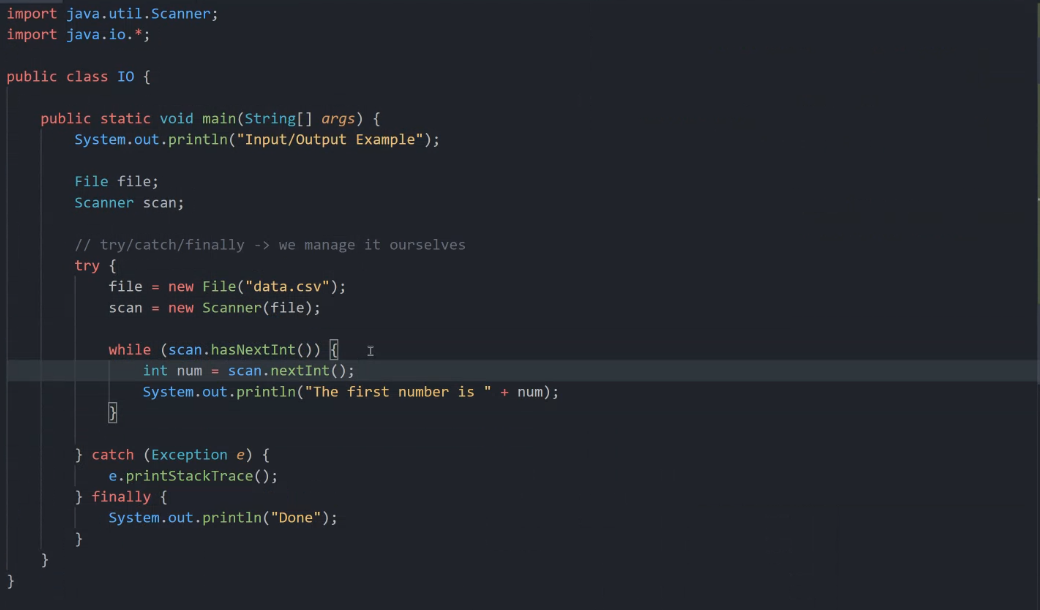 import java.util.Scanner;
import java.io.*;
public class IO {
public static void main(String[] args) {
System.out.println("Input/Output Example");
File file;
Scanner scan;
// try/catch/finally -> we manage it ourselves
try {
file = new File("data.csv");
scan = new Scanner(file);
while (scan.hasNextInt()) {
int num = scan.nextInt();
System.out.println("The first number is " + num);
}
} catch (Exception e) {
e.printStackTrace();
} finally {
System.out.println("Done");
}
}
}